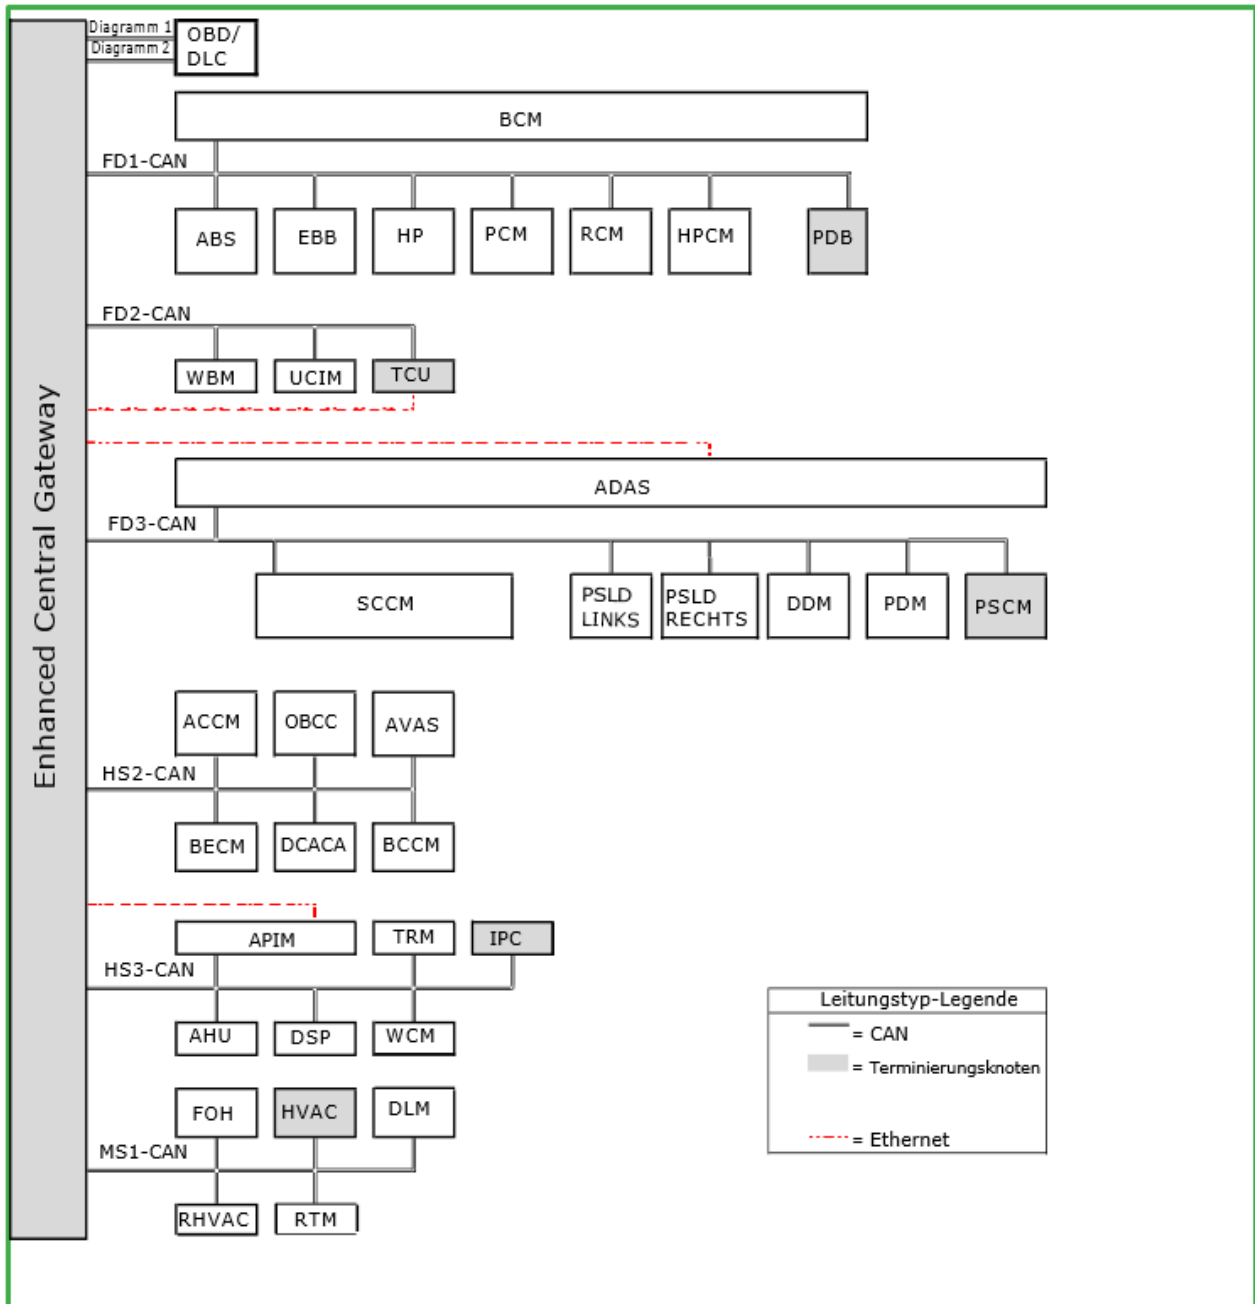 Enhanced Central Gateway
Diagramm 1
Diagramm 2
OBD/
DLC
BCM
FD1-CAN
ABS
EBB
HP
PCM
RCM
HPCM
PDB
FD2-CAN
WBM
UCIM
TCU
ADAS
FD3-CAN
SCCM
PSLD
LINKS
PSLD
RECHTS
DDM
PDM
PSCM
ACCM
OBCC
AVAS
HS2-CAN
BECM
DCACA
BCCM
APIM
TRM
IPC
HS3-CAN
AHU
DSP
WCM
FOH
HVAC
DLM
MS1-CAN
RHVAC
RTM
Leitungstyp-Legende
= CAN
= Terminierungsknoten
= Ethernet